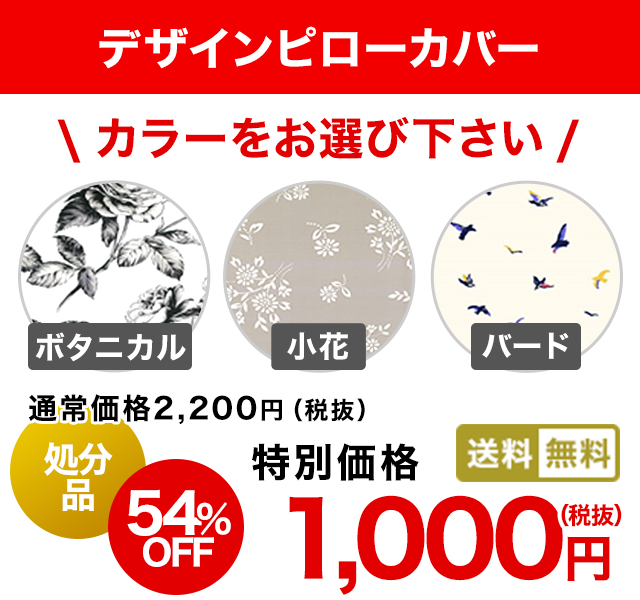 デザインピローカバー
\ カラーをお選び下さい /
ボタニカル
小花
バード
通常価格2,200円(税抜)
処分
品
54%
OFF
特別価格
送料 無料
1,000円
(税抜)